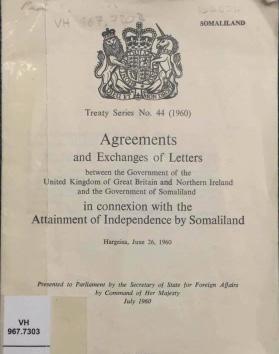 SOMALILAND
VH 967.7303
Treaty Series No. 44 (1960)
Agreements
and Exchanges of Letters
between the Government of the
United Kingdom of Great Britain and Northern Ireland
and the Government of Somaliland
in connexion with the
Attainment of Independence by Somaliland
Hargeisa, June 26, 1960
Presented to Parliament by the Secretary of State for Foreign Affairs
by Command of Her Majesty
July 1960
VH
967.7303